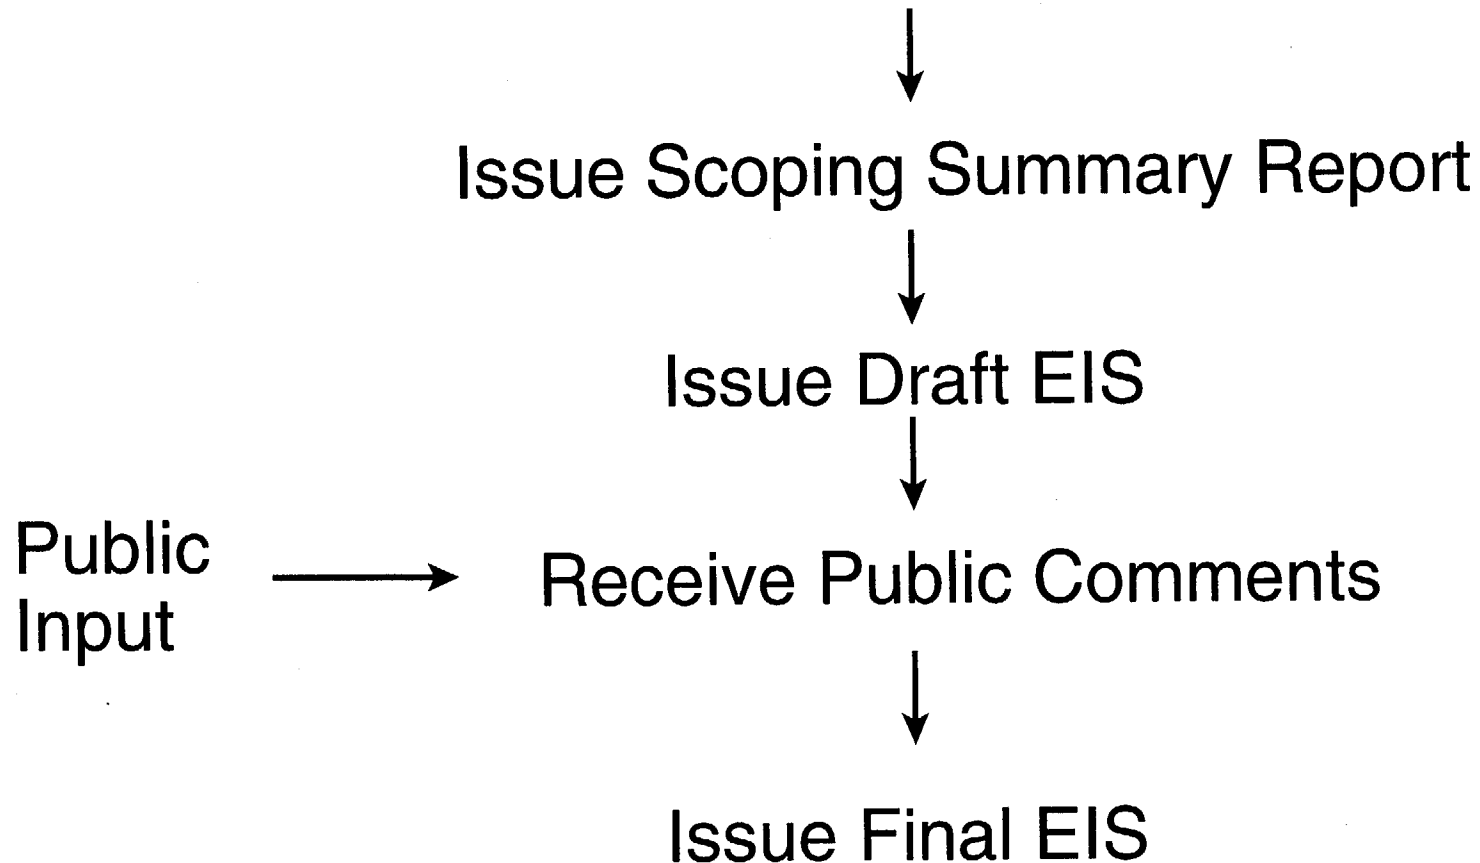 Issue Scoping Summary Report
Issue Draft EIS
Public
Input
Receive Public Comments
Issue Final EIS